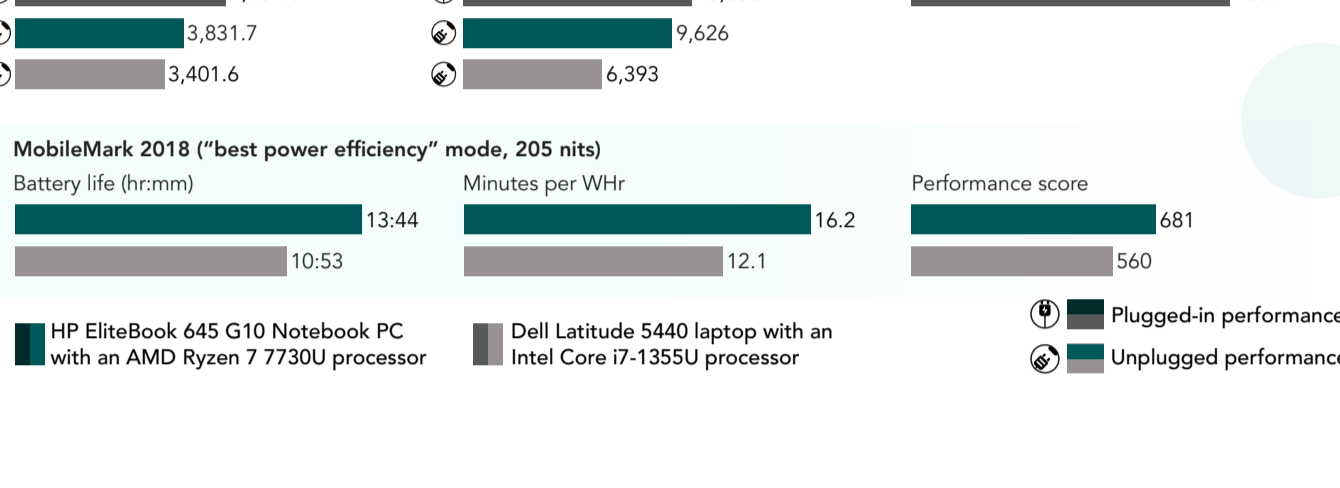 3,831.7
9,626
3,401.6
6,393
MobileMark 2018 (“best power efficiency” mode, 205 nits)
Battery life (hr:mm)
Minutes per WHr
Performance score
13:44
16.2
681
10:53
12.1
560
HP EliteBook 645 G10 Notebook PC
with an AMD Ryzen 7 7730U processor
Dell Latitude 5440 laptop with an
Intel Core i7-1355U processor
Plugged-in performance
Unplugged performance